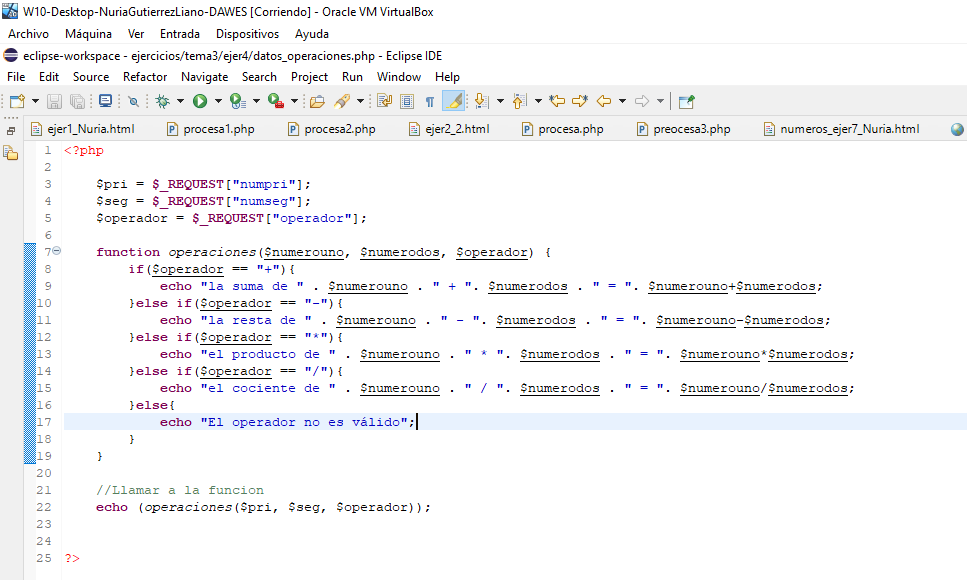 W10-Desktop-NuriaGutierrezLiano-DAWES [Corriendo] - Oracle VM VirtualBox
Archivo Máquina Ver Entrada Dispositivos Ayuda
eclipse-workspace - ejercicios/tema3/ejer4/datos_operaciones.php - Eclipse IDE
File Edit Source Refactor Navigate Search Project Run Window Help
ejer1_Nuria.html procesa1.php procesa2.php ejer2_2.html procesa.php preocesa3.php numeros_ejer7_Nuria.html
1 <?php
2
3 $pri = $_REQUEST["numpri"];
4 $seg = $_REQUEST["numseg"];
5 $operador = $_REQUEST["operador"];
6
7 function operaciones($numerouno, $numerodos, $operador) {
8 if($operador == "+"){
9 echo "la suma de " . $numerouno . " + ". $numerodos . " = ". $numerouno+$numerodos;
10 }else if($operador == "-"){
11 echo "la resta de " . $numerouno . " - ". $numerodos . " = ". $numerouno-$numerodos;
12 }else if($operador == "*"){
13 echo "el producto de " . $numerouno . " * ". $numerodos . " = ". $numerouno*$numerodos;
14 }else if($operador == "/"){
15 echo "el cociente de " . $numerouno . " / ". $numerodos . " = ". $numerouno/$numerodos;
16 }else{
17 echo "El operador no es válido";
18 }
19 }
20
21 //Llamar a la funcion
22 echo (operaciones($pri, $seg, $operador));
23
24
25 ?>